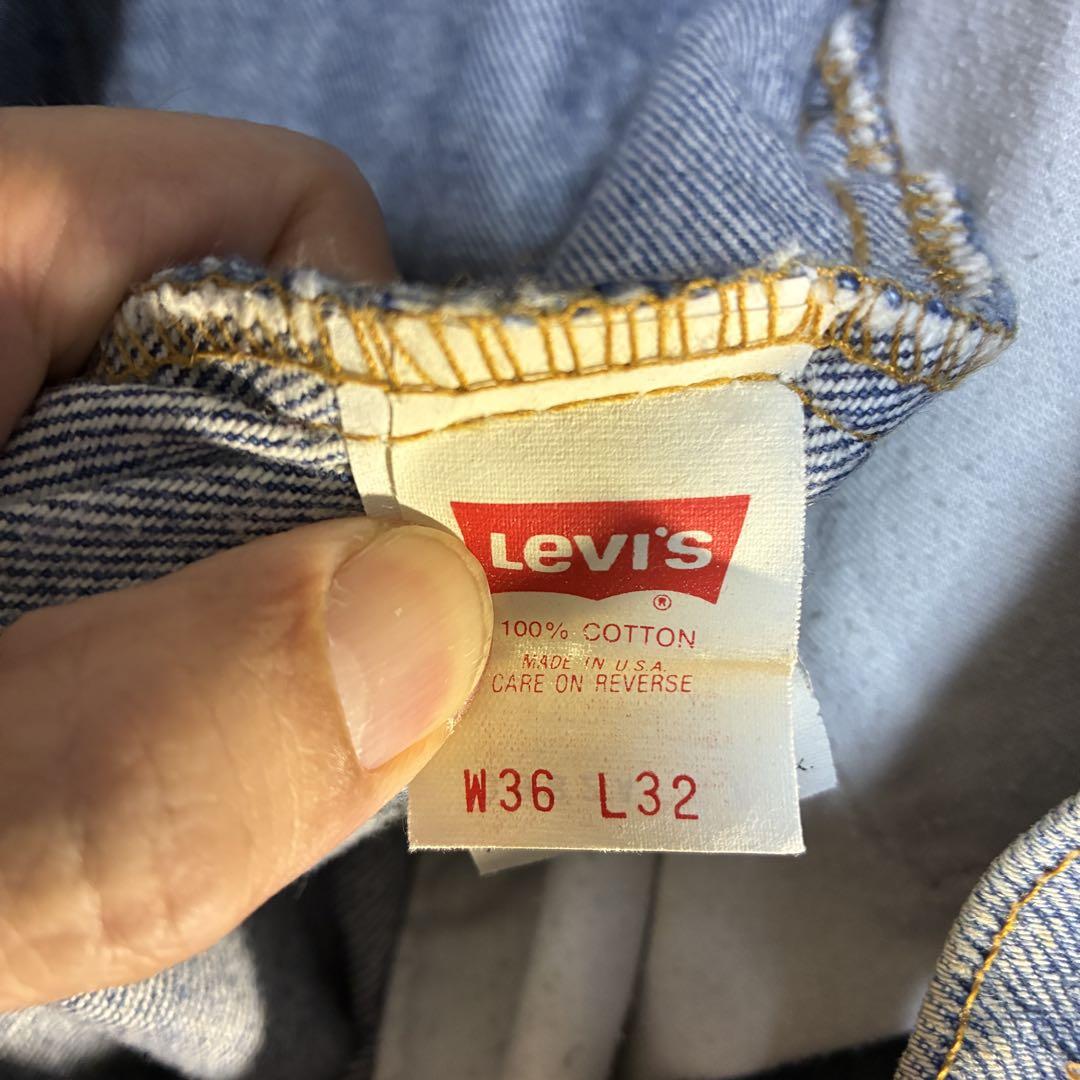 LEVI'S
®
100% COTTON
MADE IN U.S.A.
CARE ON REVERSE
W36 L32